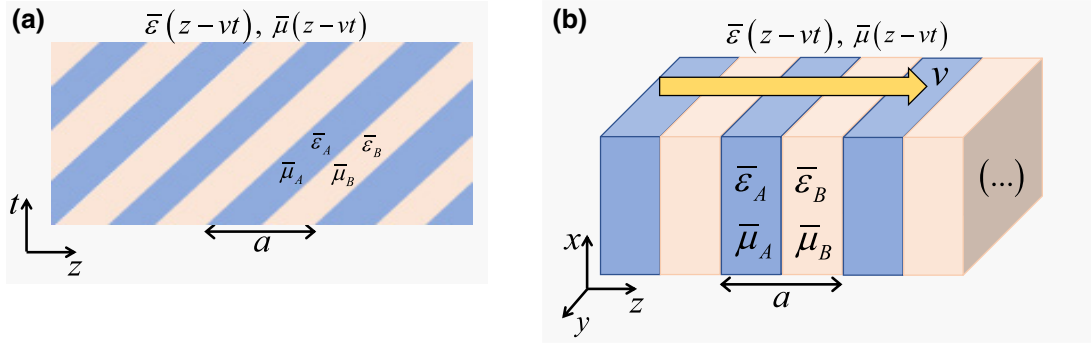 (a)
ε̅(z−vt), μ̅(z−vt)
ε̅_A ε̅_B
μ̅_A μ̅_B
t
z
a
(b)
ε̅(z−vt), μ̅(z−vt)
v
ε̅_A ε̅_B
(...)
μ̅_A μ̅_B
x
y
z
a